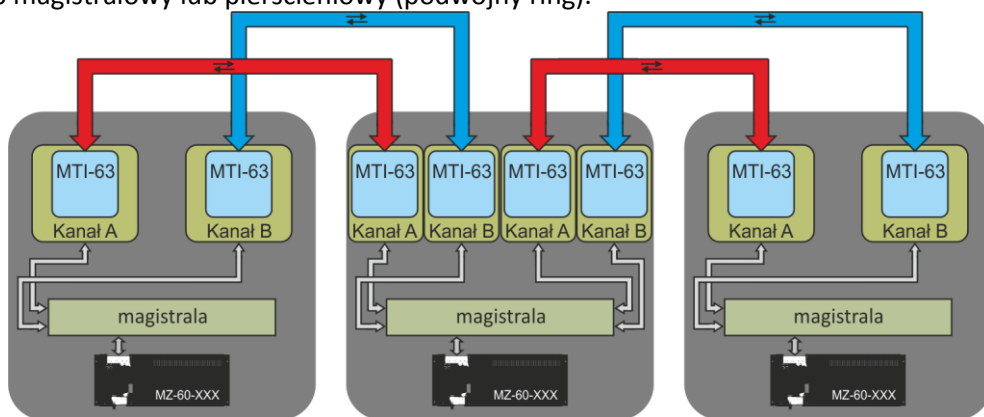 magistralowy lub pierścieniowy (podwójny ring).
MTI-63 MTI-63 MTI-63 MTI-63 MTI-63 MTI-63 MTI-63 MTI-63
Kanał A Kanał B Kanał A Kanał B Kanał A Kanał B Kanał A Kanał B
magistrala magistrala magistrala
MZ-60-XXX MZ-60-XXX MZ-60-XXX